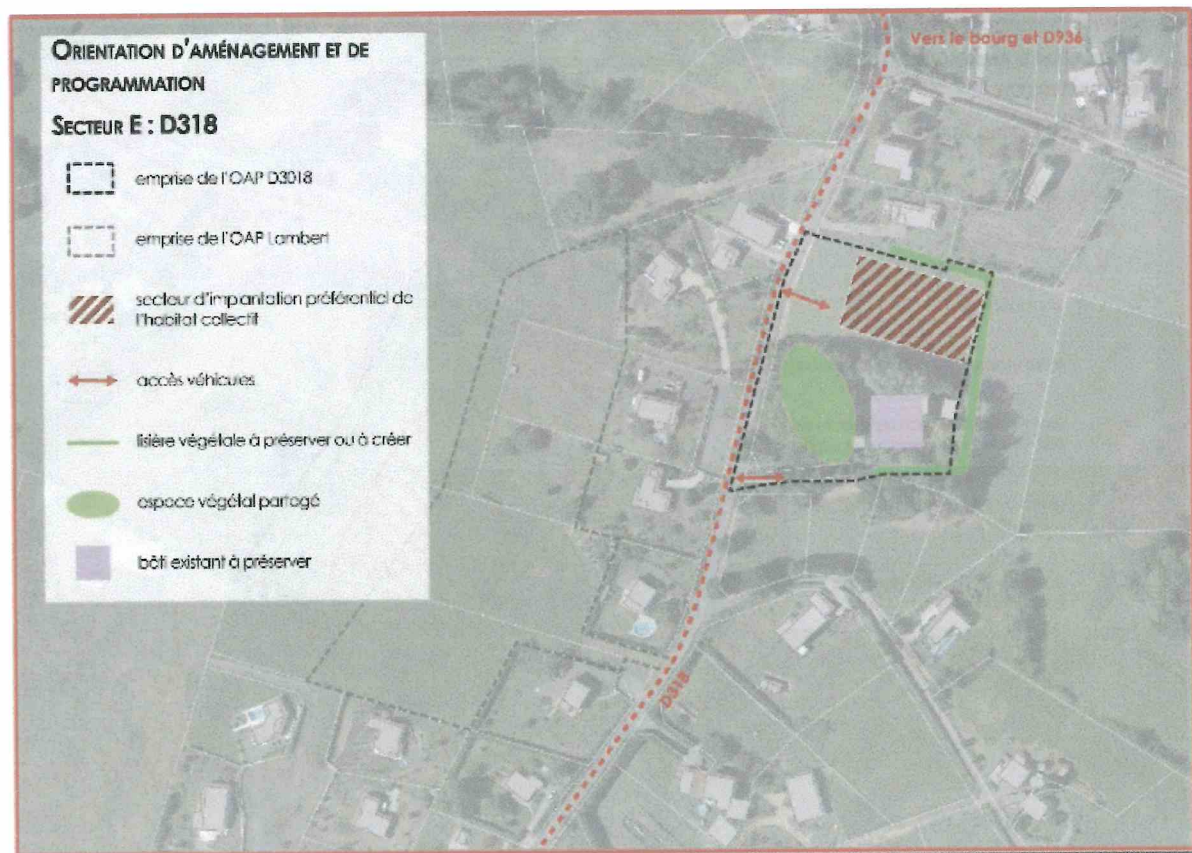 ORIENTATION D'AMÉNAGEMENT ET DE
PROGRAMMATION
SECTEUR E : D318
emprise de l'OAP D3018
emprise de l'OAP Lambert
secteur d'implantation préférentiel de
l'habitat collectif
accès véhicules
lisière végétale à préserver ou à créer
espace végétal partagé
bâti existant à préserver
Vers le bourg et D936
D318